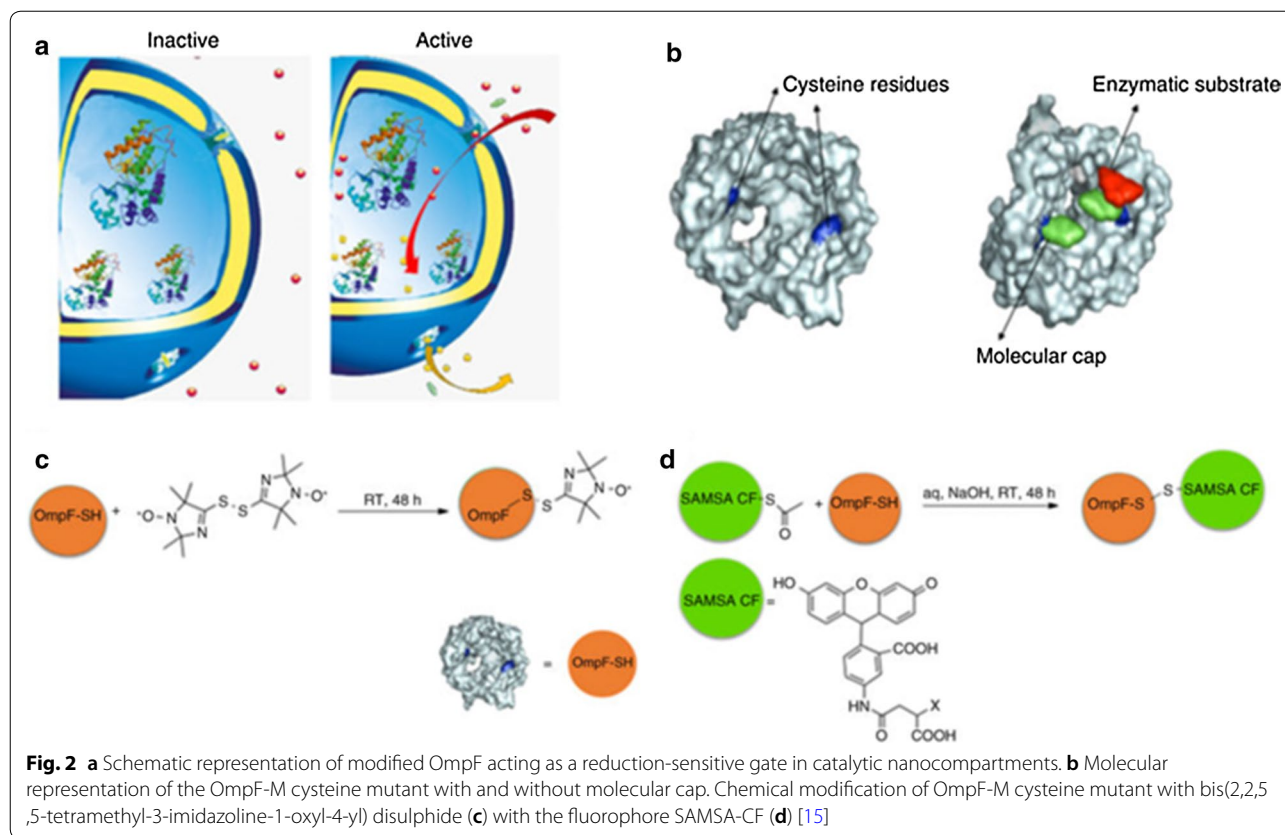 a
Inactive
Active
b
Cysteine residues
Enzymatic substrate
Molecular cap
c
OmpF-SH
+
•O-N
N
S
S
N
N-O•
RT, 48 h
OmpF
S
S
N
N-O•
=
OmpF-SH
d
SAMSA CF
S
O
+
OmpF-SH
aq, NaOH, RT, 48 h
OmpF-S
S
SAMSA CF
SAMSA CF
=
HO
O
O
COOH
HN
O
X
COOH
Fig. 2 a Schematic representation of modified OmpF acting as a reduction-sensitive gate in catalytic nanocompartments. b Molecular
representation of the OmpF-M cysteine mutant with and without molecular cap. Chemical modification of OmpF-M cysteine mutant with bis(2,2,5
,5-tetramethyl-3-imidazoline-1-oxyl-4-yl) disulphide (c) with the fluorophore SAMSA-CF (d) [15]